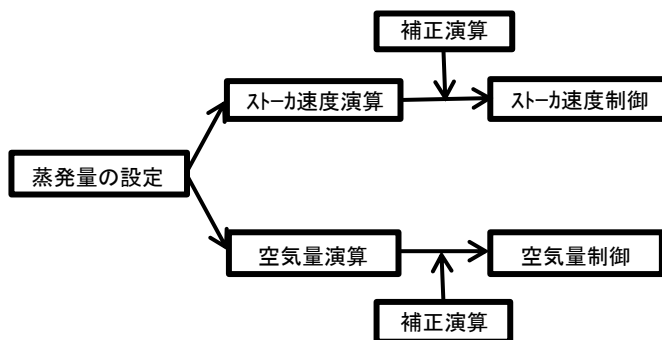 補正演算
ｽﾄｰｶ速度演算
ｽﾄｰｶ速度制御
蒸発量の設定
空気量演算
空気量制御
補正演算